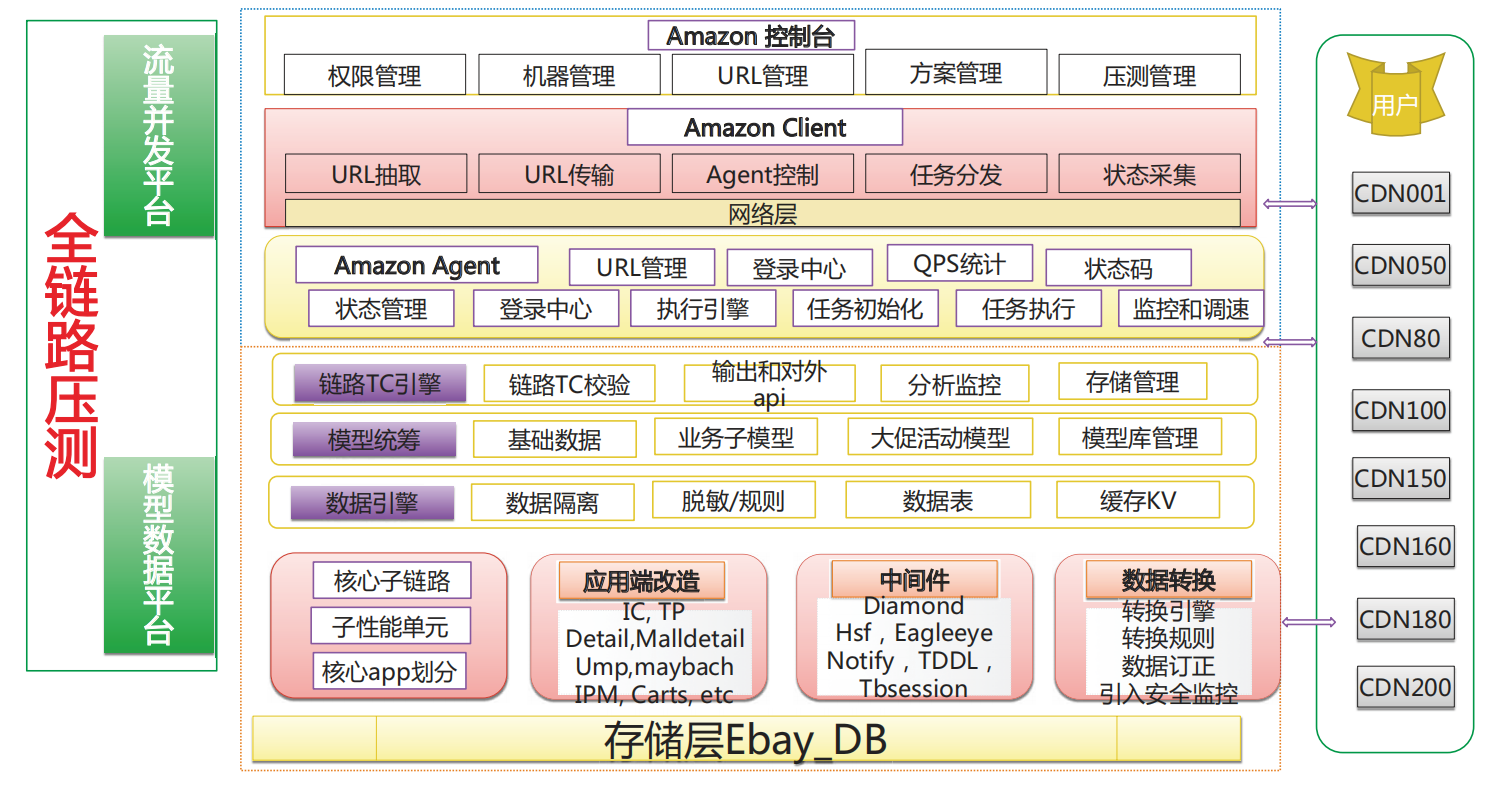 全链路压测
流量并发平台
模型数据平台
Amazon 控制台
权限管理
机器管理
URL管理
方案管理
压测管理
Amazon Client
URL抽取
URL传输
Agent控制
任务分发
状态采集
网络层
Amazon Agent
URL管理
登录中心
QPS统计
状态码
状态管理
登录中心
执行引擎
任务初始化
任务执行
监控和调速
链路TC引擎
链路TC校验
输出和对外
api
分析监控
存储管理
模型统筹
基础数据
业务子模型
大促活动模型
模型库管理
数据引擎
数据隔离
脱敏/规则
数据表
缓存KV
核心子链路
子性能单元
核心app划分
应用端改造
IC, TP
Detail,Malldetail
Ump,maybach
IPM, Carts, etc
中间件
Diamond
Hsf，Eagleeye
Notify，TDDL，
Tbsession
数据转换
转换引擎
转换规则
数据订正
引入安全监控
存储层Ebay_DB
用户
CDN001
CDN050
CDN80
CDN100
CDN150
CDN160
CDN180
CDN200